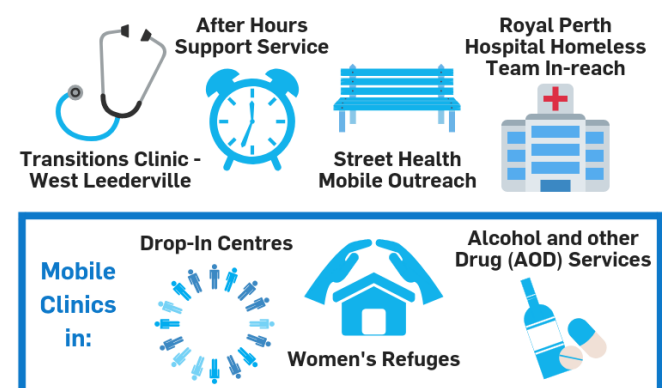 After Hours
Support Service
Royal Perth
Hospital Homeless
Team In-reach
Transitions Clinic -
West Leederville
Street Health
Mobile Outreach
Mobile
Clinics
in:
Drop-In Centres
Women's Refuges
Alcohol and other
Drug (AOD) Services